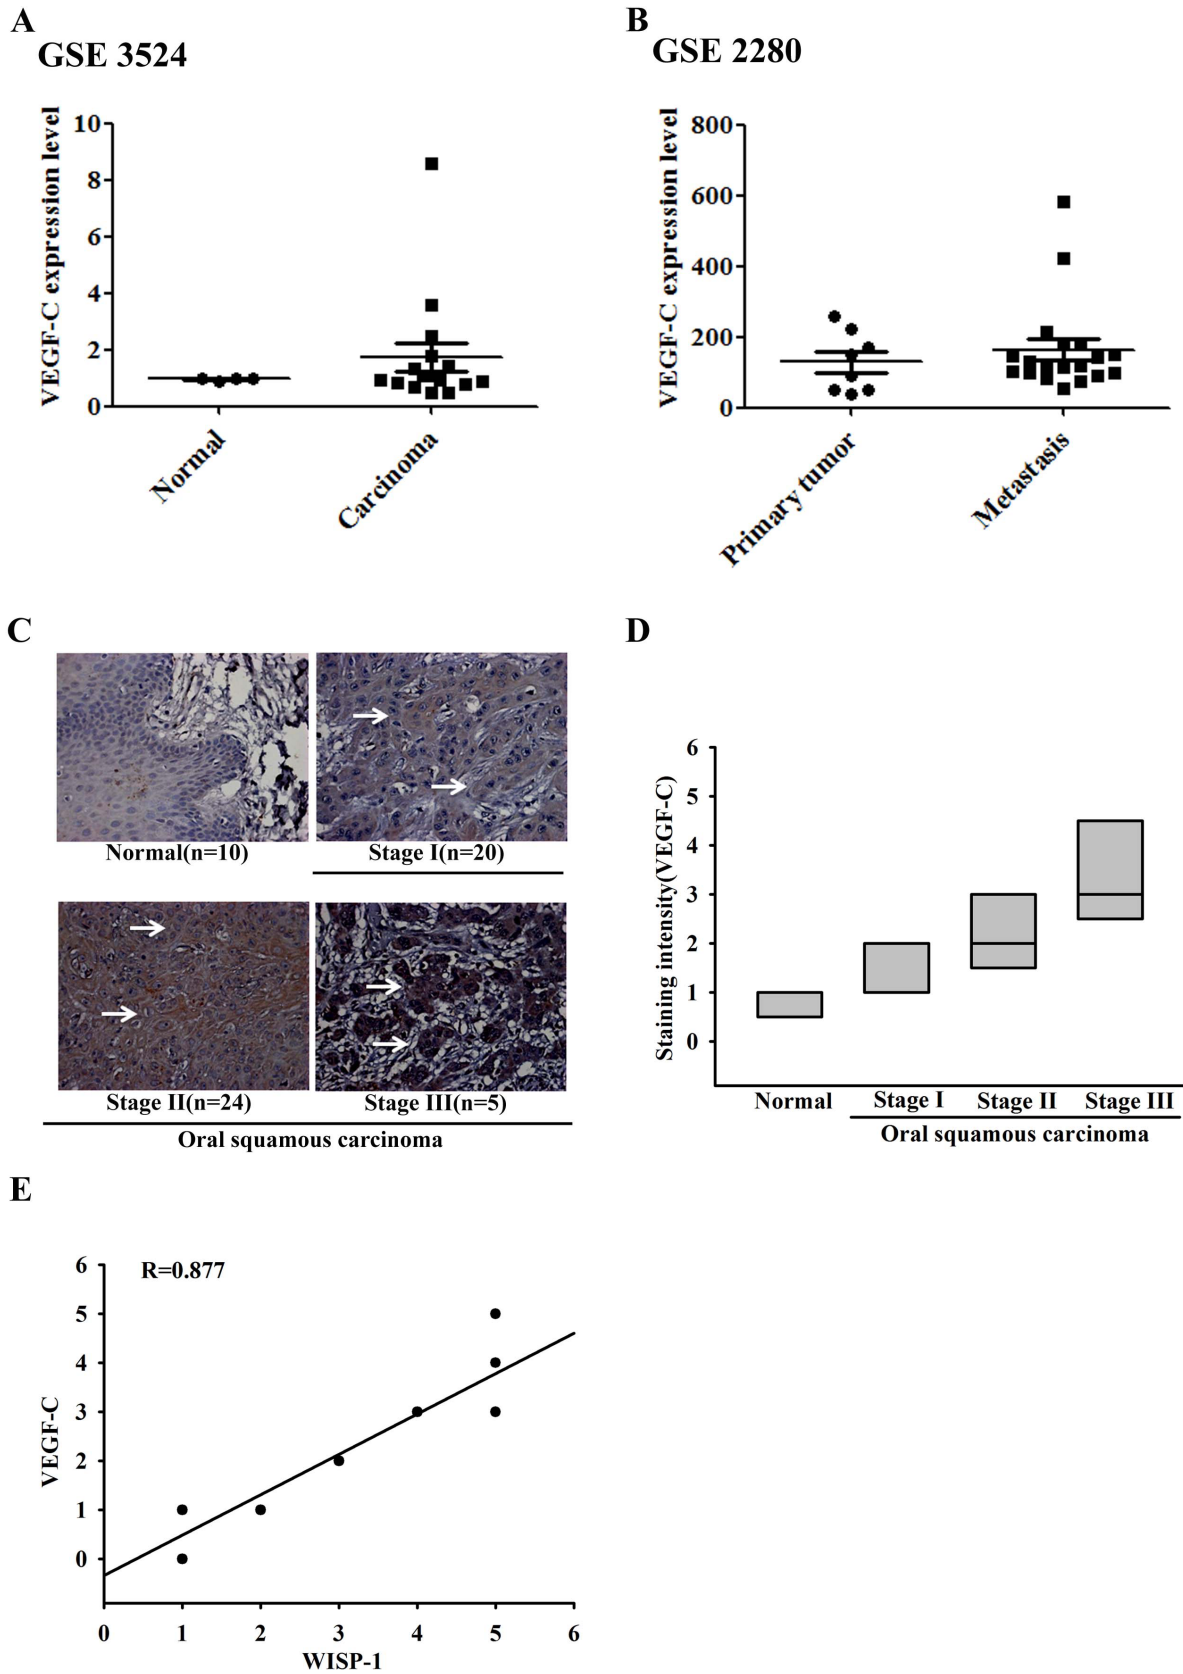 A
GSE 3524
VEGF-C expression level
10
8
6
4
2
0
Normal
Carcinoma
B
GSE 2280
VEGF-C expression level
800
600
400
200
0
Primary tumor
Metastasis
C
Normal(n=10)
Stage I(n=20)
Stage II(n=24)
Stage III(n=5)
Oral squamous carcinoma
D
Staining intensity(VEGF-C)
6
5
4
3
2
1
0
Normal
Stage I
Stage II
Stage III
Oral squamous carcinoma
E
R=0.877
VEGF-C
6
5
4
3
2
1
0
0 1 2 3 4 5 6
WISP-1